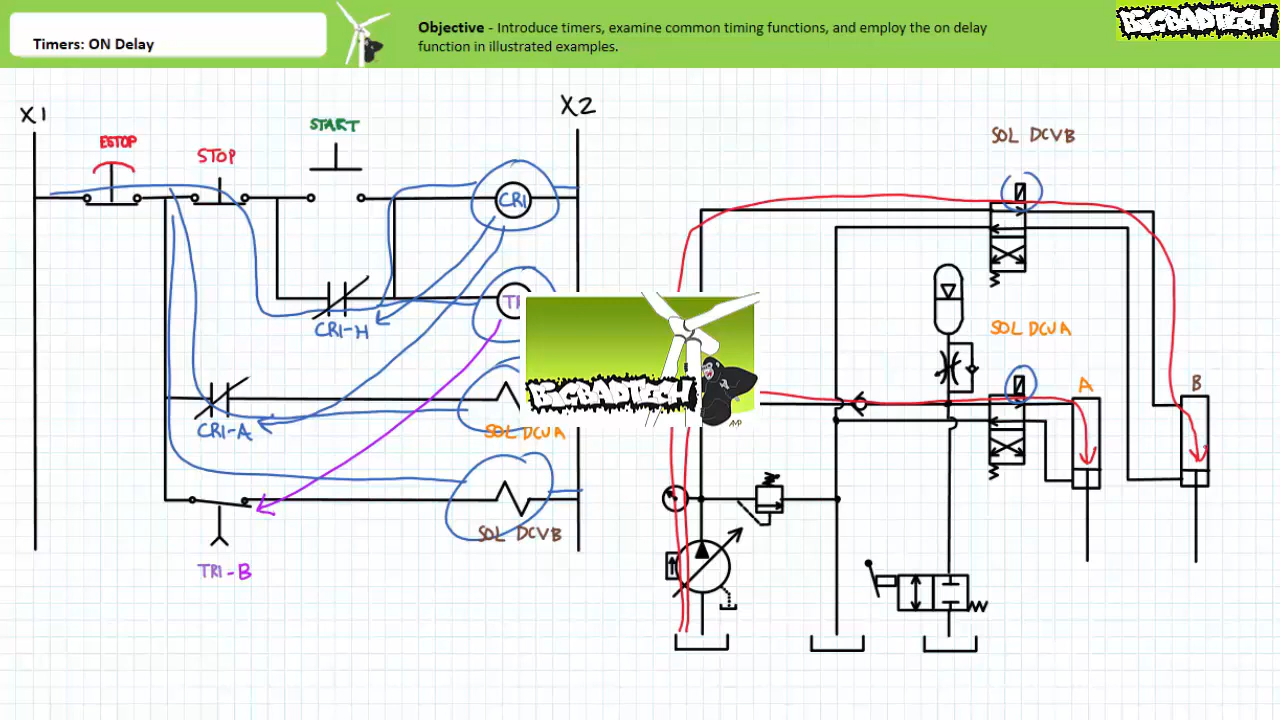 Timers: ON Delay
Objective - Introduce timers, examine common timing functions, and employ the on delay
function in illustrated examples.
BIGBADTECH
X1
X2
ESTOP
STOP
START
CR1
CR1-H
TR
CR1-A
SOL DCVA
SOL DCVB
TR1-B
BIGBADTECH
AMP
SOL DCVB
SOL DCVA
A
B